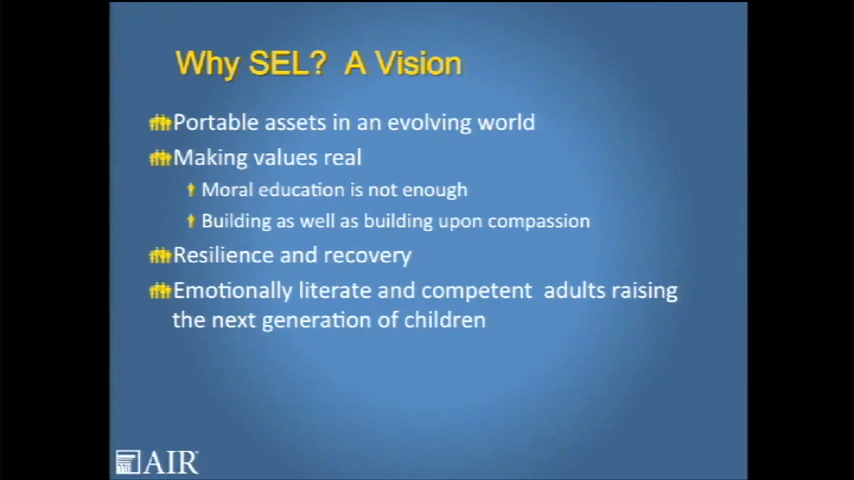 Why SEL? A Vision
Portable assets in an evolving world
Making values real
Moral education is not enough
Building as well as building upon compassion
Resilience and recovery
Emotionally literate and competent adults raising
the next generation of children
AIR